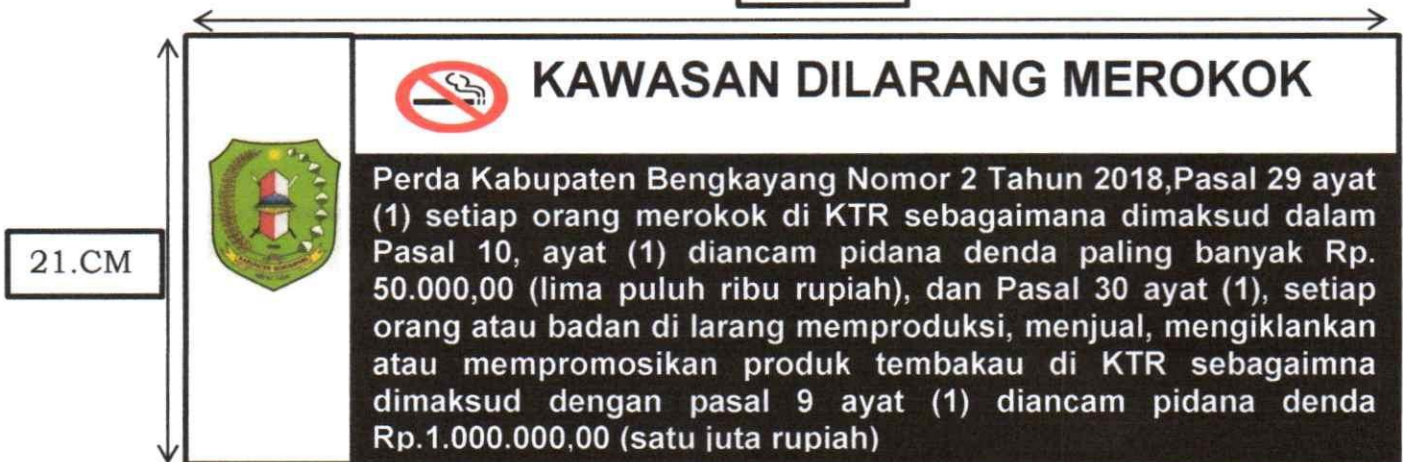 KAWASAN DILARANG MEROKOK
21.CM
Perda Kabupaten Bengkayang Nomor 2 Tahun 2018,Pasal 29 ayat
(1) setiap orang merokok di KTR sebagaimana dimaksud dalam
Pasal 10, ayat (1) diancam pidana denda paling banyak Rp.
50.000,00 (lima puluh ribu rupiah), dan Pasal 30 ayat (1), setiap
orang atau badan di larang memproduksi, menjual, mengiklankan
atau mempromosikan produk tembakau di KTR sebagaimna
dimaksud dengan pasal 9 ayat (1) diancam pidana denda
Rp.1.000.000,00 (satu juta rupiah)